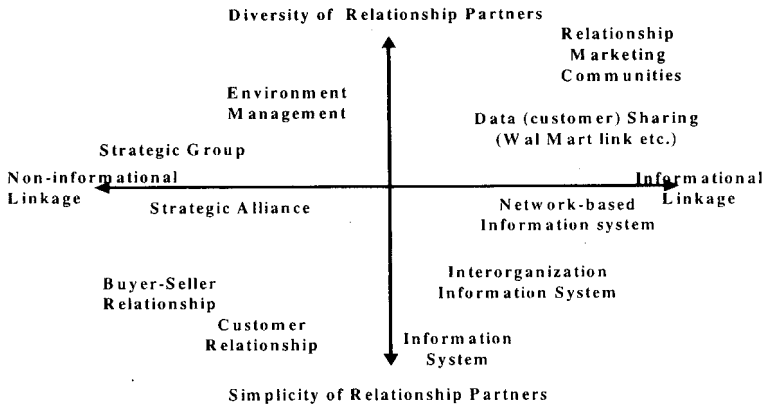 Diversity of Relationship Partners
Relationship
Marketing
Communities
Environment
Management
Data (customer) Sharing
(Wal Mart link etc.)
Strategic Group
Non-informational
Linkage
Informational
Linkage
Strategic Alliance
Network-based
Information system
Interorganization
Information System
Buyer-Seller
Relationship
Customer
Relationship
Information
System
Simplicity of Relationship Partners